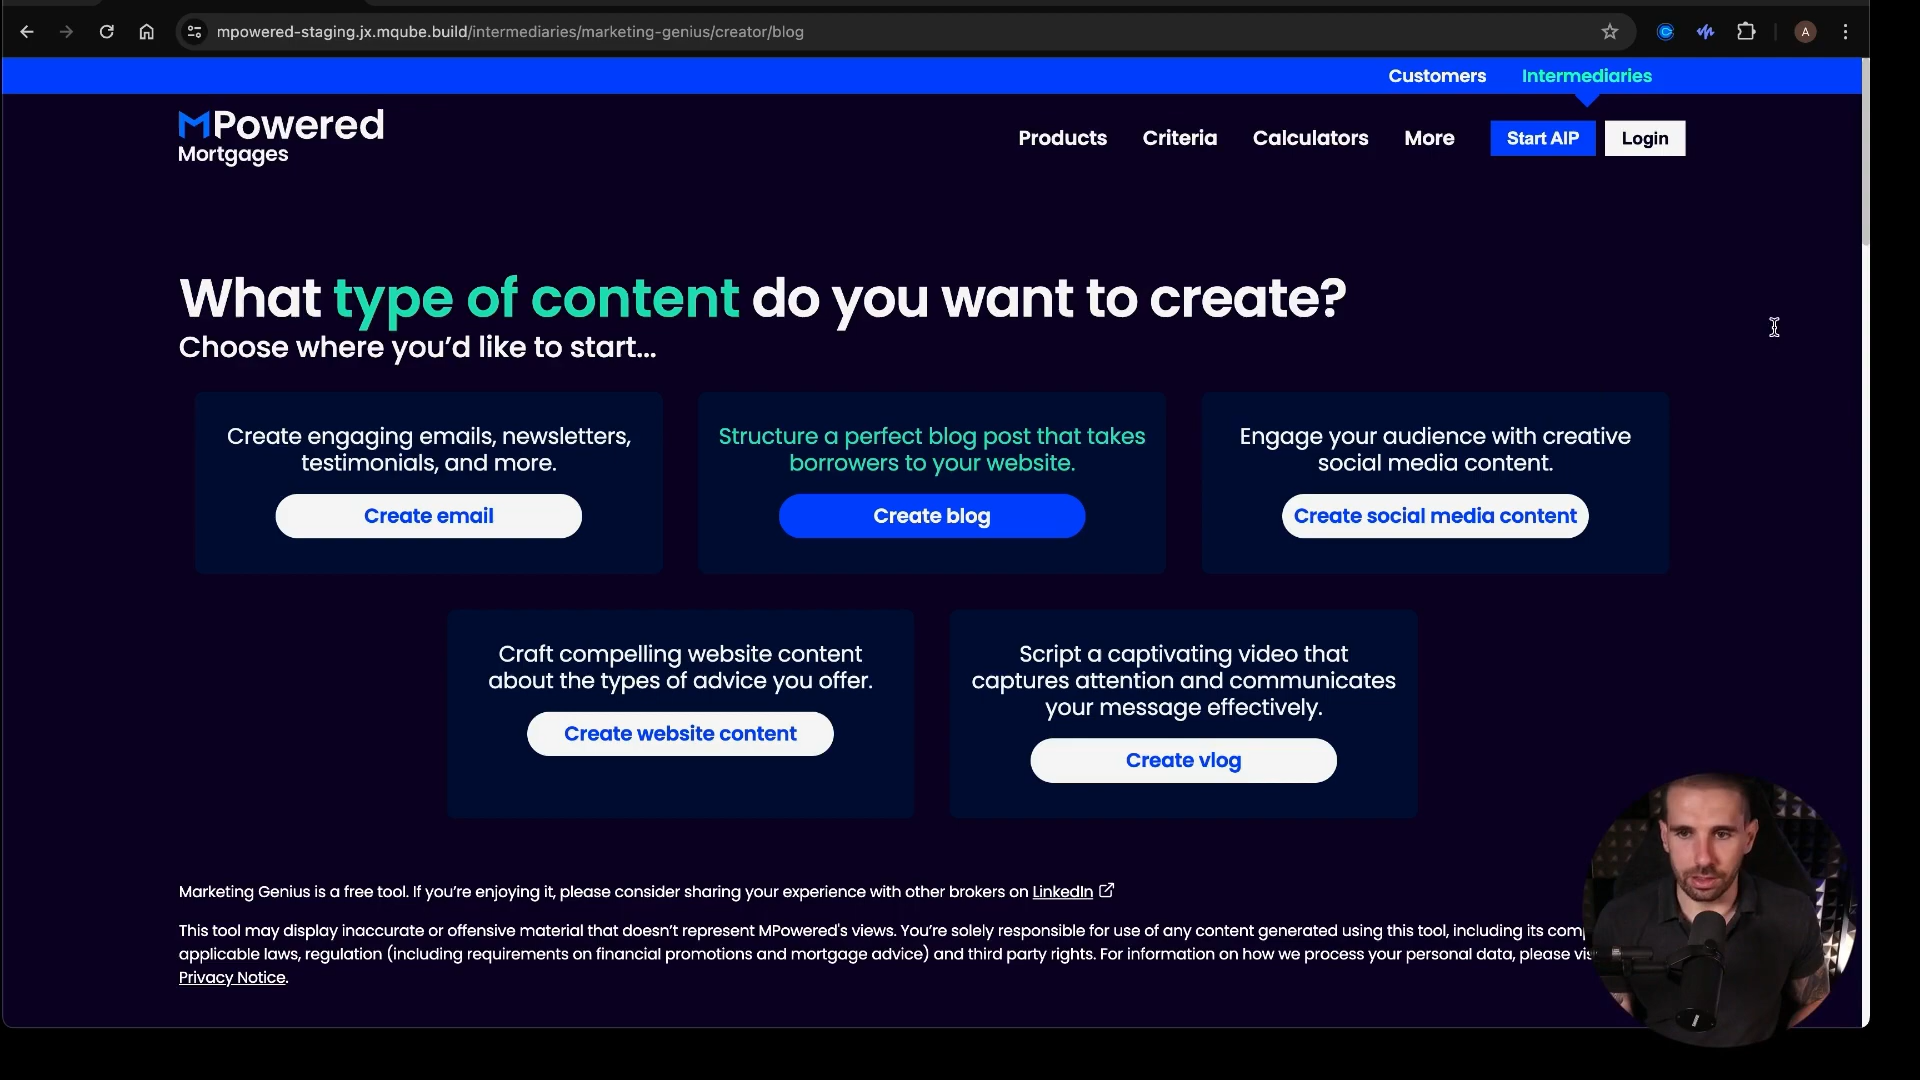 mpowered-staging.jx.mqube.build/intermediaries/marketing-genius/creator/blog
A
Customers
Intermediaries
MPowered
Mortgages
Products
Criteria
Calculators
More
Start AIP
Login
What type of content do you want to create?
Choose where you’d like to start...
Create engaging emails, newsletters,
testimonials, and more.
Create email
Structure a perfect blog post that takes
borrowers to your website.
Create blog
Engage your audience with creative
social media content.
Create social media content
Craft compelling website content
about the types of advice you offer.
Create website content
Script a captivating video that
captures attention and communicates
your message effectively.
Create vlog
Marketing Genius is a free tool. If you’re enjoying it, please consider sharing your experience with other brokers on LinkedIn
This tool may display inaccurate or offensive material that doesn’t represent MPowered's views. You’re solely responsible for use of any content generated using this tool, including its
applicable laws, regulation (including requirements on financial promotions and mortgage advice) and third party rights. For information on how we process your personal data, please
Privacy Notice.